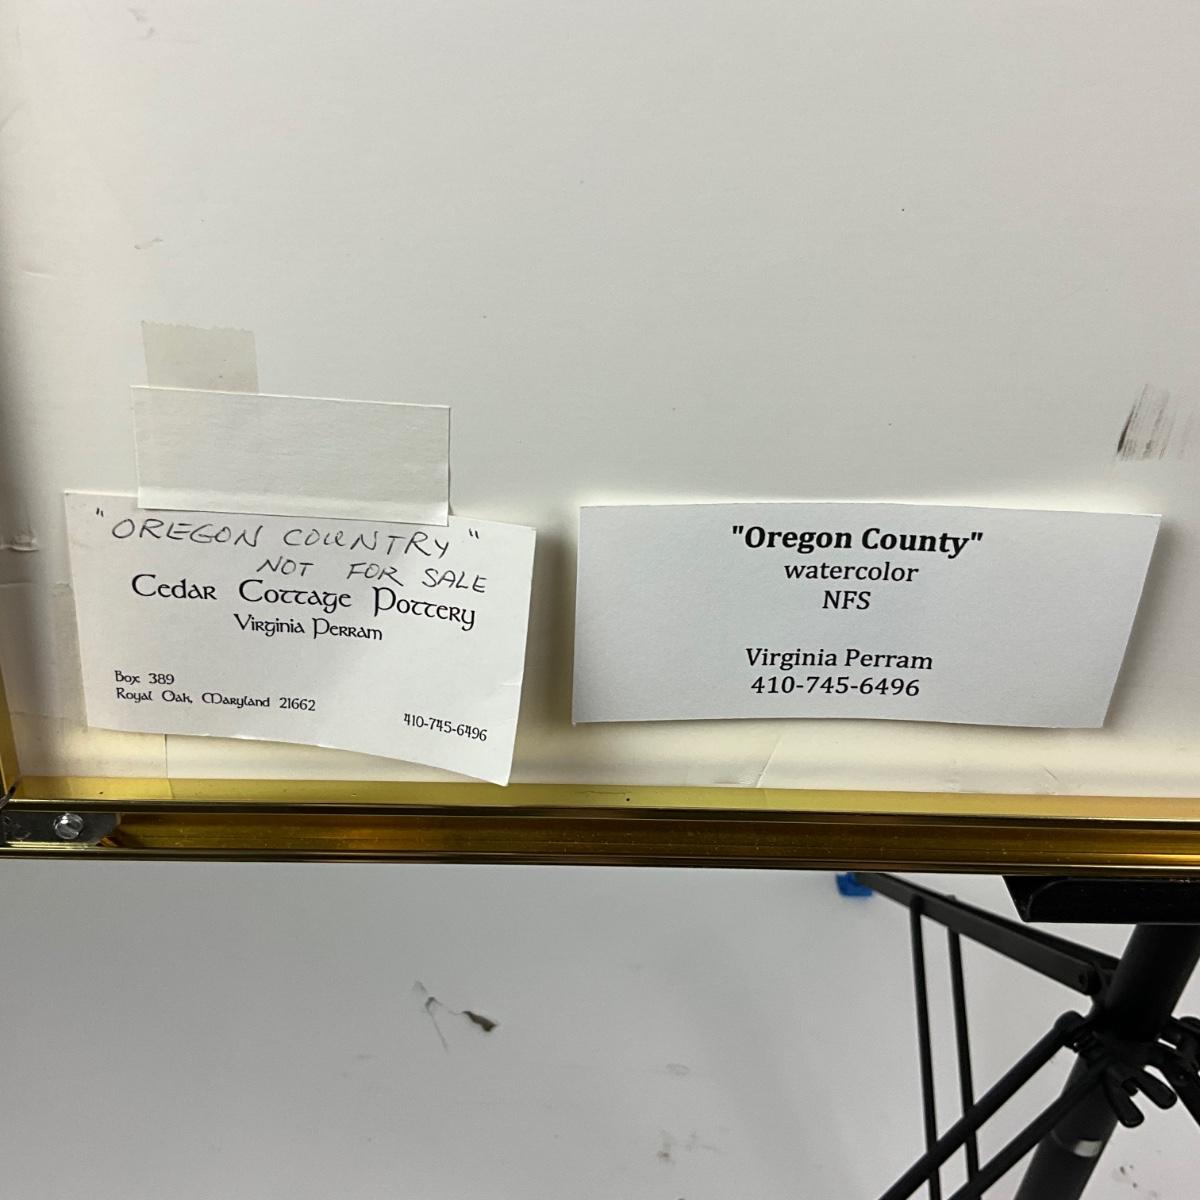 " OREGON COUNTRY "
NOT FOR SALE
Cedar Cottage Pottery
Virginia Perram
Box 389
Royal Oak, Maryland 21662
410-745-6496
"Oregon County"
watercolor
NFS
Virginia Perram
410-745-6496